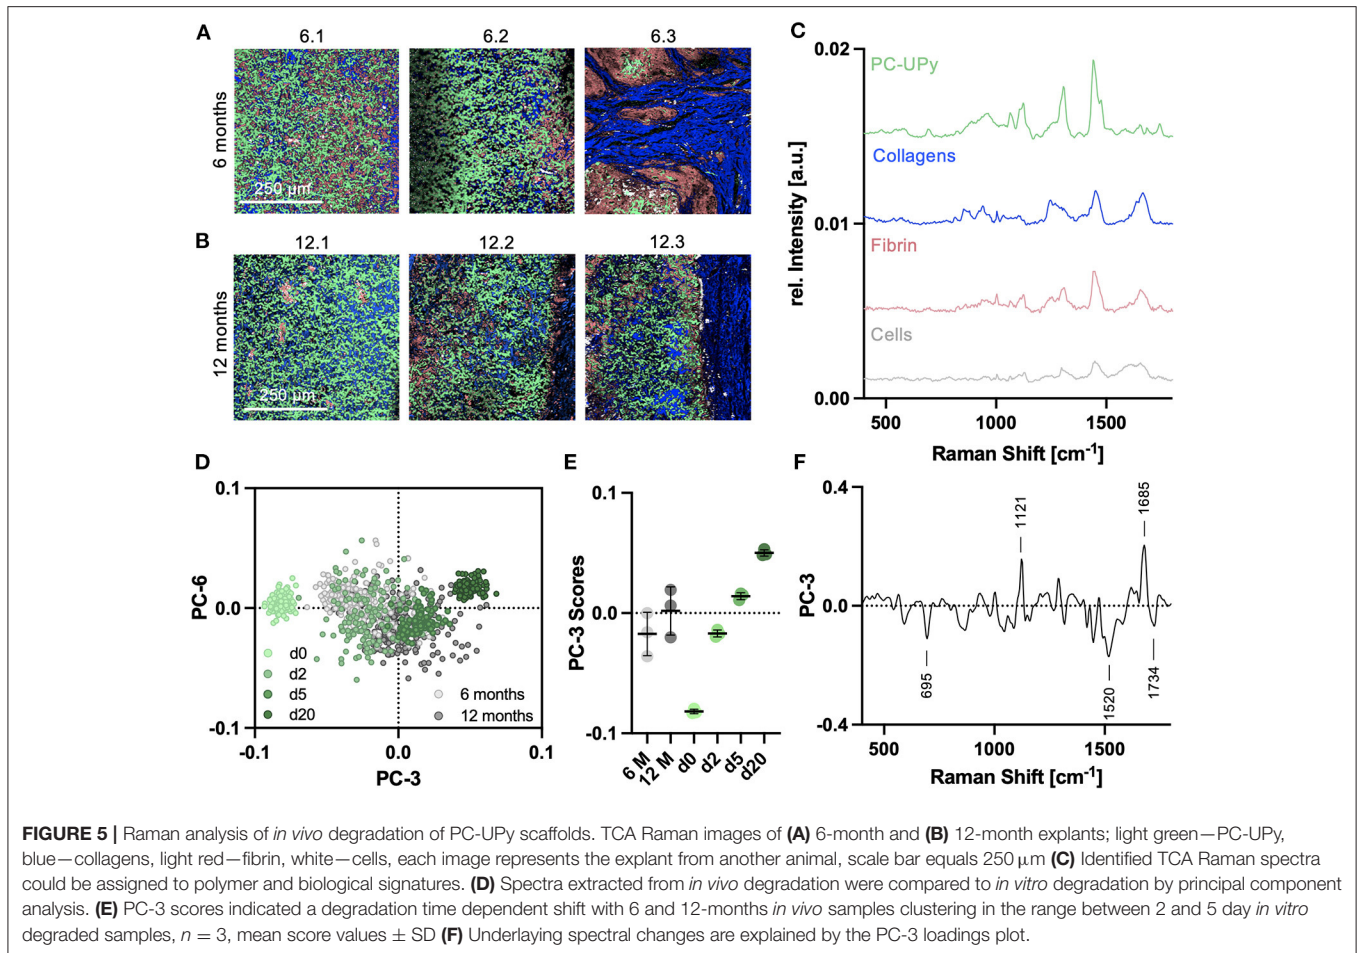 A
6.1
6.2
6.3
6 months
250 µm
B
12.1
12.2
12.3
12 months
250 µm
C
0.02
0.01
0.00
rel. Intensity [a.u.]
PC-UPy
Collagens
Fibrin
Cells
500
1000
1500
Raman Shift [cm-1]
D
0.1
0.0
-0.1
PC-6
d0
d2
d5
d20
6 months
12 months
-0.1
0.0
0.1
PC-3
E
0.1
0.0
-0.1
PC-3 Scores
6 M
12 M
d0
d2
d5
d20
F
0.4
0.0
-0.4
PC-3
695
1121
1520
1685
1734
500
1000
1500
Raman Shift [cm-1]
FIGURE 5 | Raman analysis of in vivo degradation of PC-UPy scaffolds. TCA Raman images of (A) 6-month and (B) 12-month explants; light green—PC-UPy,
blue—collagens, light red—fibrin, white—cells, each image represents the explant from another animal, scale bar equals 250 µm (C) Identified TCA Raman spectra
could be assigned to polymer and biological signatures. (D) Spectra extracted from in vivo degradation were compared to in vitro degradation by principal component
analysis. (E) PC-3 scores indicated a degradation time dependent shift with 6 and 12-months in vivo samples clustering in the range between 2 and 5 day in vitro
degraded samples, n = 3, mean score values ± SD (F) Underlaying spectral changes are explained by the PC-3 loadings plot.